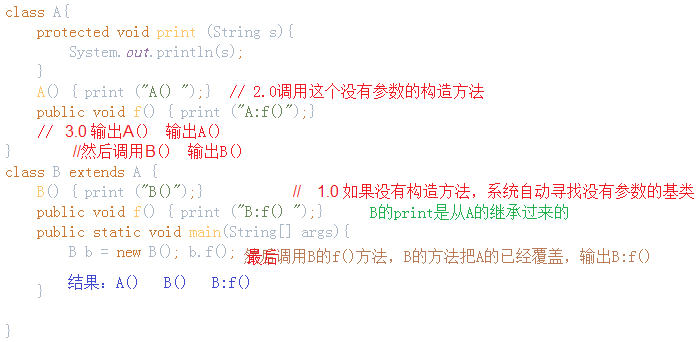 class A{
protected void print (String s){
System.out.println(s);
}
A() { print ("A() ");} // 2.0调用这个没有参数的构造方法
public void f() { print ("A:f()");}
// 3.0 输出A() 输出A()
} //然后调用B() 输出B()
class B extends A {
B() { print ("B()");} // 1.0 如果没有构造方法，系统自动寻找没有参数的基类
public void f() { print ("B:f() ");} B的print是从A的继承过来的
public static void main(String[] args){
B b = new B(); b.f(); 最后调用B的f()方法，B的方法把A的已经覆盖，输出B:f()
结果：A() B() B:f()
}
}